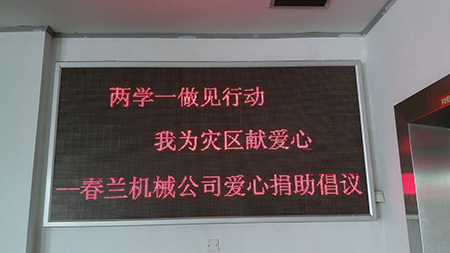 两学一做见行动
我为灾区献爱心
—春兰机械公司爱心捐助倡议